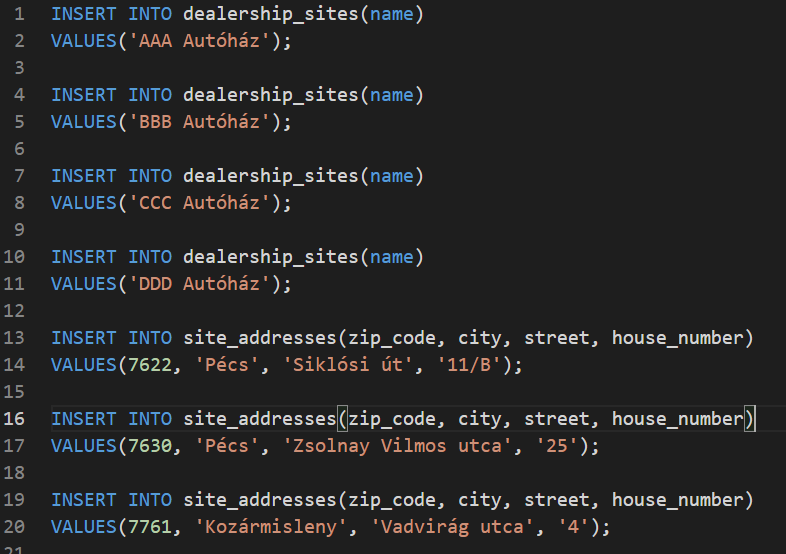 1 INSERT INTO dealership_sites(name)
2 VALUES('AAA Autóház');
3
4 INSERT INTO dealership_sites(name)
5 VALUES('BBB Autóház');
6
7 INSERT INTO dealership_sites(name)
8 VALUES('CCC Autóház');
9
10 INSERT INTO dealership_sites(name)
11 VALUES('DDD Autóház');
12
13 INSERT INTO site_addresses(zip_code, city, street, house_number)
14 VALUES(7622, 'Pécs', 'Siklósi út', '11/B');
15
16 INSERT INTO site_addresses(zip_code, city, street, house_number)
17 VALUES(7630, 'Pécs', 'Zsolnay Vilmos utca', '25');
18
19 INSERT INTO site_addresses(zip_code, city, street, house_number)
20 VALUES(7761, 'Kozármisleny', 'Vadvirág utca', '4');
21